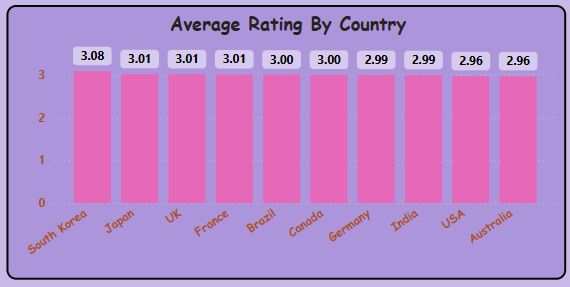 Average Rating By Country
3.08 3.01 3.01 3.01 3.00 3.00 2.99 2.99 2.96 2.96
3
2
1
0
South Korea Japan UK France Brazil Canada Germany India USA Australia